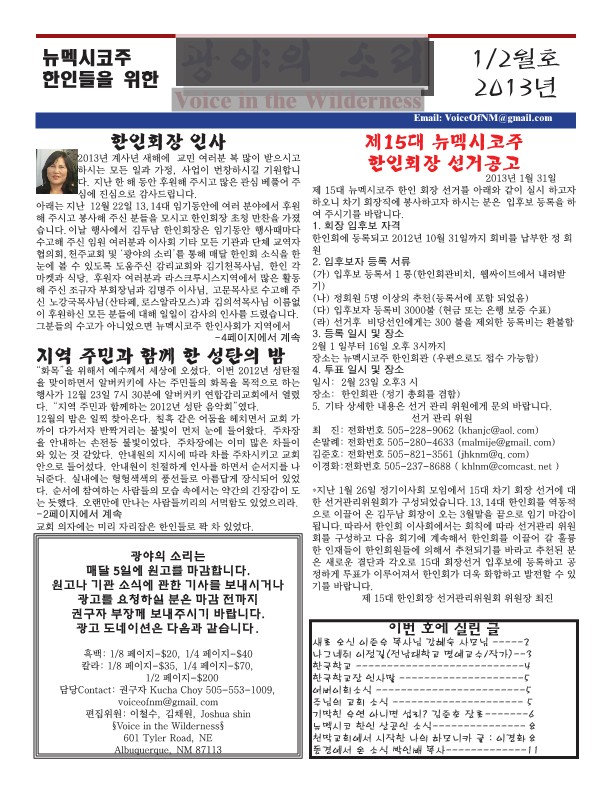 뉴멕시코주
한인들을 위한
광야의 소리
Voice in the Wilderness
1/2월호
2013년
Email: VoiceOfNM@gmail.com
한인회장 인사
2013년 계사년 새해에 교민 여러분 복 많이 받으시고
하시는 모든 일과 가정, 사업이 번창하시길 기원합니
다. 지난 한 해 동안 후원해 주시고 많은 관심 베풀어 주
심에 진심으로 감사드립니다.
아래는 지난 12월 22일 13,14대 임기동안에 여러 분야에서 후원
해 주시고 봉사해 주신 분들을 모시고 한인회장 초청 만찬을 가졌
습니다.이날 행사에서 김두남 한인회장은 임기동안 행사때마다
수고해 주신 임원 여러분과 이사회 기타 모든 기관과 단체 교역자
협의회,천주교회 및 '광야의 소리'를 통해 매달 한인회 소식을 한
눈에 볼 수 있도록 도움주신 감리교회와 김기천목사님, 한인 각
마켓과 식당, 후원자 여러분과 라스크루시스지역에서 많은 활동
해 주신 조규자 부회장님과 김명주 이사님, 고문목사로 수고해 주
신 노강국목사님(산타페,로스알라모스)과 김의석목사님 이름없
이 후원하신 모든 분들에 대해 일일이 감사의 인사를 드렸습니다.
그분들의 수고가 아니었으면 뉴멕시코 한인사회가 지역에서
-4페이지에서 계속
지역 주민과 함께 한 성탄의 밤
"화목"을 위해서 예수께서 세상에 오셨다. 이번 2012년 성탄절
을 맞이하면서 알버커키에 사는 주민들의 화목을 목적으로 하는
행사가 12월 23일 7시 30분에 알버커키 연합감리교회에서 열렸
다. "지역 주민과 함께하는 2012년 성탄 음악회"였다.
12월의 밤은 일찍 찾아온다. 칠흑 같은 어둠을 헤치면서 교회 가
까이 다가서자 반짝거리는 불빛이 먼저 눈에 들어왔다. 주차장
을 안내하는 손전등 불빛이었다. 주차장에는 이미 많은 차들이
와 있는 것 같았다. 안내원의 지시에 따라 차를 주차시키고 교회
안으로 들어섰다. 안내원이 친절하게 인사를 하면서 순서지를 나
눠준다. 실내에는 형형색색의 풍선들로 아름답게 장식되어 있었
다. 순서에 참여하는 사람들의 모습 속에서는 약간의 긴장감이 도
는 듯했다. 오랜만에 만나는 사람들끼리의 서먹함도 있었으리라.
-2페이지에서 계속
교회 의자에는 미리 자리잡은 한인들로 꽉 차 있었다.
광야의 소리는
매달 5일에 원고를 마감합니다.
원고나 기관 소식에 관한 기사를 보내시거나
광고를 요청하실 분은 마감 전까지
권구자 부장께 보내주시기 바랍니다.
광고 도네이션은 다음과 같습니다.
흑백: 1/8 페이지-$20, 1/4 페이지-$40
칼라: 1/8 페이지-$35, 1/4 페이지-$70,
1/2 페이지-$200
담당Contact: 권구자 Kucha Choy 505-553-1009,
voiceofnm@gmail.com
편집위원: 이철수, 김채원, Joshua shin
§Voice in the Wilderness§
601 Tyler Road, NE
Albuquerque, NM 87113
제15대 뉴멕시코주
한인회장 선거공고
2013년 1월 31일
제 15대 뉴멕시코주 한인 회장 선거를 아래와 같이 실시 하고자
하오니 차기 회장직에 봉사하고자 하시는 분은 입후보 등록을 하
여 주시기를 바랍니다.
1. 회장 입후보 자격
한인회에 등록되고 2012년 10월 31일까지 회비를 납부한 정 회
원
2. 입후보자 등록 서류
(가) 입후보 등록서 1 통(한인회관비치, 웹싸이트에서 내려받
기)
(나) 정회원 5명 이상의 추천(등록서에 포함 되었음)
(다) 입후보자 등록비 3000불 (현금 또는 은행 보증 수표)
(라) 선거후 비당선인에게는 300 불을 제외한 등록비는 환불함
3. 등록 일시 및 장소
2월 1 일부터 16일 오후 3시까지
장소는 뉴멕시코 한인회관 (우편으로도 접수 가능함)
4. 투표 일시 및 장소
일시: 2월 23일 오후3 시
장소: 한인회관 (정기 총회를 겸함)
5. 기타 상세한 내용은 선거 관리 위원에게 문의 바랍니다.
선거 관리 위원
최 진: 전화번호 505-228-9062 (khanjc@aol. com)
손말례: 전화번호 505-280-4633 (malmije@gmail. com)
김준호: 전화번호 505-821-3561 (jhknm@q. com)
이경화:전화번호 505-237-8688 ( khlnm@comcast. net )
*지난 1월 26일 정기이사회 모임에서 15대 차기 회장 선거에 대
한 선거관리위원회가 구성되었습니다. 13, 14대 한인회를 역동적
으로 이끌어 온 김두남 회장이 오는 3월말을 끝으로 임기 마감이
됩니다. 따라서 한인회 이사회에서는 회칙에 따라 선거관리 위원
회를 구성하고 다음 회기에 계속해서 한인회를 이끌어 갈 훌륭
한 인재들이 한인회원들에 의해서 추천되기를 바라고 추천된 분
은 새로운 결단과 각오로 15대 회장선거 입후보에 등록하고 공
정하게 투표가 이루어져서 한인회가 더욱 화합하고 발전할 수 있
기를 바랍니다.
제 15대 한인회장 선거관리위원회 위원장 최진
이번 호에 실린 글
새로 오신 이준수 목사님 강혜숙 사모님 -----2
나그네취 이정길(전남대학교 명예교수/작가)--3
한국학교 ---------------------4
한국학교장 인사말 --------------- 5
어버이회소식 ------------------ 5
주님의 교회 소식 ---------------- 5
기막힌 우연 아니면 섭리? 김준호 장로-------6
뉴멕시코 한인 상공인 소식-------------- 8
천막교회에서 시작한 나의 하모니카 글 : 이경화 8
동경에서 온 소식 박인애 목사------------11